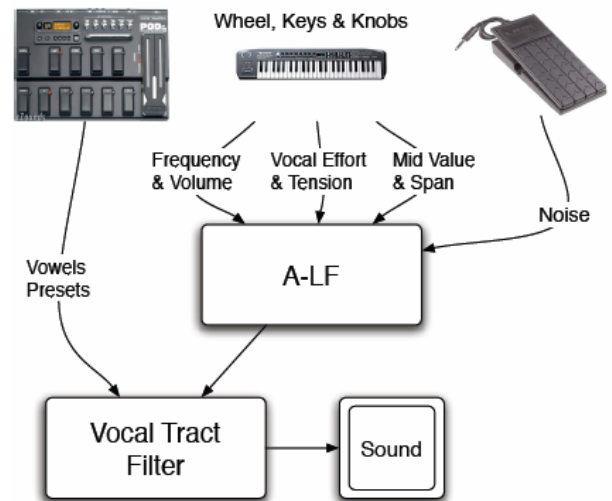 Wheel, Keys & Knobs
POD
Frequency
& Volume
Vocal Effort
& Tension
Mid Value
& Span
Noise
Vowels
Presets
A-LF
Vocal Tract
Filter
Sound